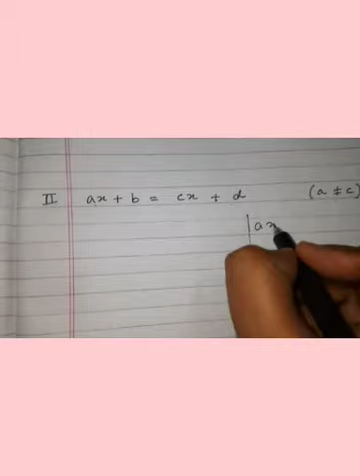 II ax + b = cx + d (a ≠ c)
ax